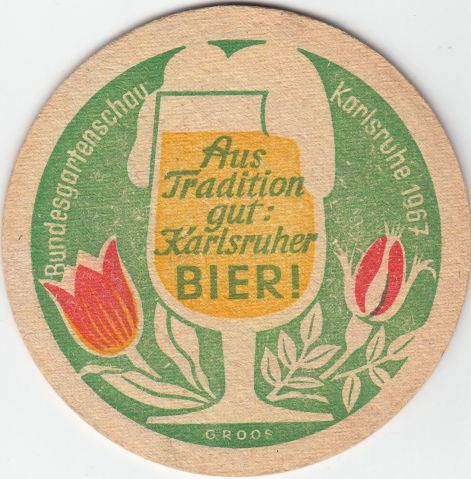 Bundesgartenschau
Karlsruhe 1967
Aus
Tradition
gut:
Karlsruher
BIER!
GROOS